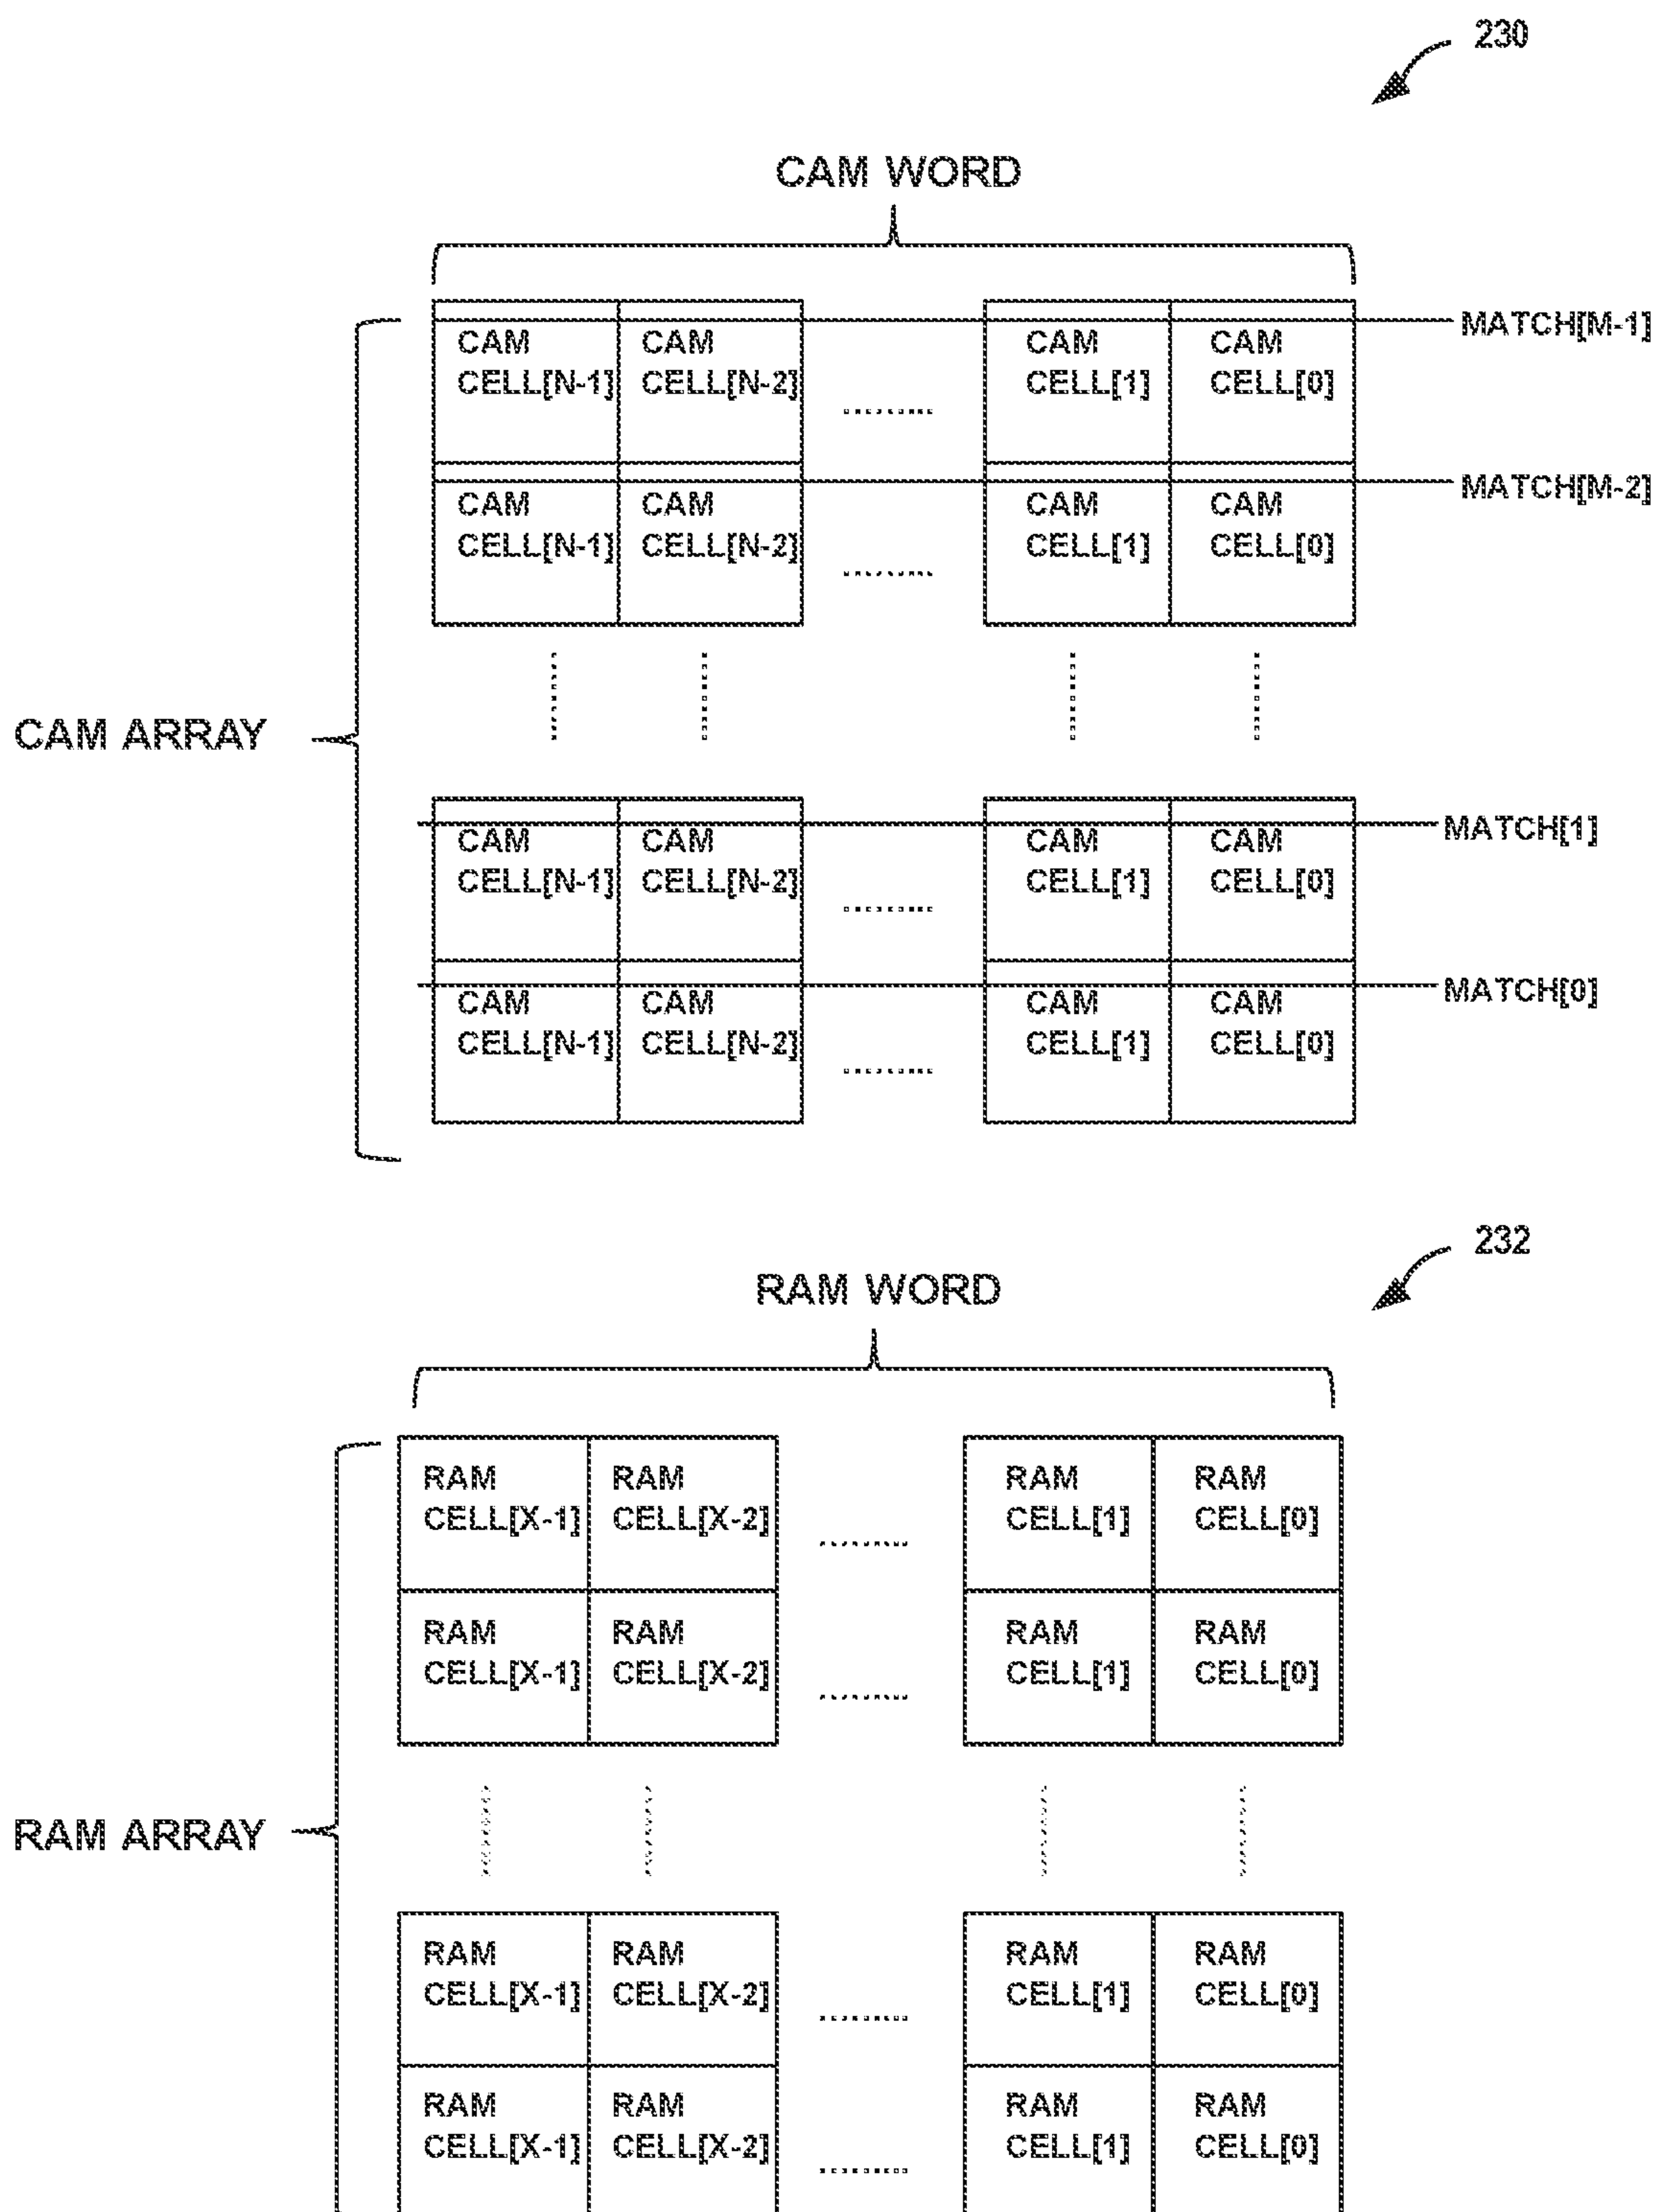 230
CAM WORD
CAM CAM CAM CAM MATCH[M-1]
CELL[N-1] CELL[N-2] CELL[1] CELL[0]
.........
MATCH[M-2]
CAM CAM CAM CAM
CELL[N-1] CELL[N-2] CELL[1] CELL[0]
.........
CAM ARRAY
CAM CAM CAM CAM MATCH[1]
CELL[N-1] CELL[N-2] CELL[1] CELL[0]
.........
CAM CAM CAM CAM MATCH[0]
CELL[N-1] CELL[N-2] CELL[1] CELL[0]
.........
232
RAM WORD
RAM RAM RAM RAM
CELL[X-1] CELL[X-2] CELL[1] CELL[0]
.........
RAM RAM RAM RAM
CELL[X-1] CELL[X-2] CELL[1] CELL[0]
.........
RAM ARRAY
RAM RAM RAM RAM
CELL[X-1] CELL[X-2] CELL[1] CELL[0]
.........
RAM RAM RAM RAM
CELL[X-1] CELL[X-2] CELL[1] CELL[0]
.........